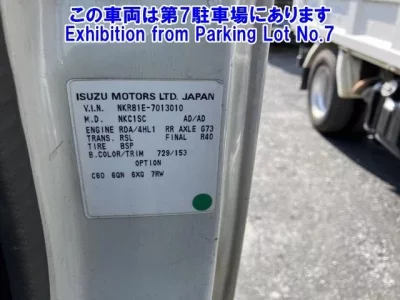 この車両は第7駐車場にあります
Exhibition from Parking Lot No.7
ISUZU MOTORS LTD. JAPAN
V.I.N. NKR81E-7013010
M.D. NKC1SC AD/AD
ENGINE RDA/4HL1 RR AXLE G73
TRANS. RSL FINAL R40
TIRE BSP
B.COLOR/TRIM 729/153
OPTION
C6D 6QN 6XG 7RW